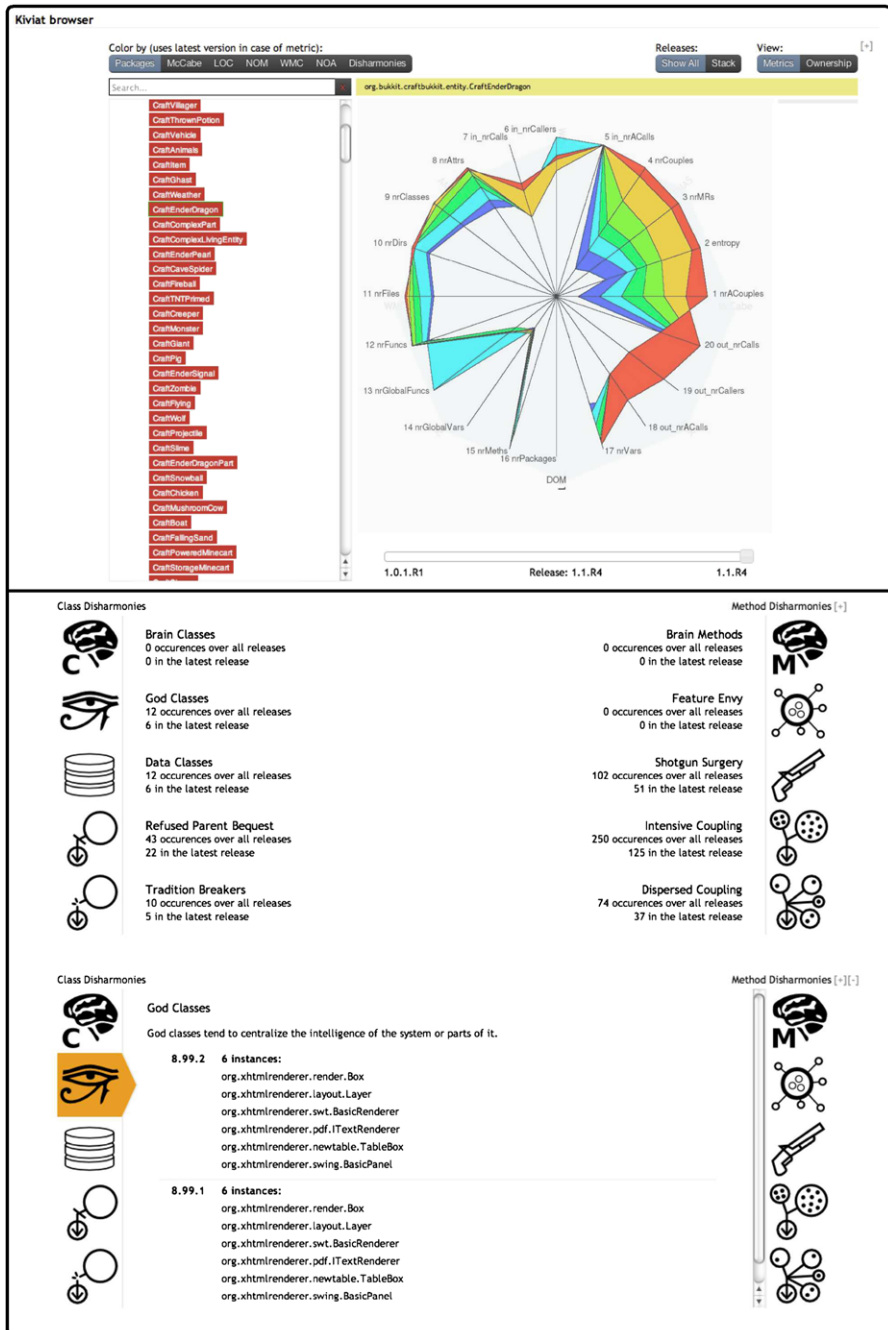 Kiviat browser
Color by (uses latest version in case of metric):
Releases:
View:
[+]
Packages McCabe LOC NOM WMC NOA Disharmonies
Show All Stack
Metrics Ownership
Search...
x
org.bukkit.craftbukkit.entity.CraftEnderDragon
CraftVillager
CraftThrownPotion
CraftVehicle
CraftAnimals
CraftItem
CraftGhast
CraftWeather
CraftEnderDragon
CraftComplexPart
CraftComplexLivingEntity
CraftEnderPearl
CraftCaveSpider
CraftFireball
CraftTNTPrimed
CraftCreeper
CraftMonster
CraftGiant
CraftPig
CraftEnderSignal
CraftZombie
CraftFlying
CraftWolf
CraftProjectile
CraftSlime
CraftEnderDragonPart
CraftSnowball
CraftChicken
CraftMushroomCow
CraftBoat
CraftFallingSand
CraftPoweredMinecart
CraftStorageMinecart
6 in_nrCallers
7 in_nrCalls
5 in_nrACalls
8 nrAttrs
4 nrCouples
9 nrClasses
3 nrMRs
10 nrDirs
2 entropy
11 nrFiles
1 nrACouples
12 nrFuncs
20 out_nrCalls
13 nrGlobalFuncs
19 out_nrCallers
14 nrGlobalVars
18 out_nrACalls
15 nrMeths
17 nrVars
16 nrPackages
DOM
1.0.1.R1
Release: 1.1.R4
1.1.R4
Class Disharmonies
Method Disharmonies [+]
C
Brain Classes
0 occurences over all releases
0 in the latest release
Brain Methods
0 occurences over all releases
0 in the latest release
M
God Classes
12 occurences over all releases
6 in the latest release
Feature Envy
0 occurences over all releases
0 in the latest release
Data Classes
12 occurences over all releases
6 in the latest release
Shotgun Surgery
102 occurences over all releases
51 in the latest release
Refused Parent Bequest
43 occurences over all releases
22 in the latest release
Intensive Coupling
250 occurences over all releases
125 in the latest release
Tradition Breakers
10 occurences over all releases
5 in the latest release
Dispersed Coupling
74 occurences over all releases
37 in the latest release
Class Disharmonies
Method Disharmonies [+][-]
C
God Classes
M
God classes tend to centralize the intelligence of the system or parts of it.
8.99.2 6 instances:
org.xhtmlrenderer.render.Box
org.xhtmlrenderer.layout.Layer
org.xhtmlrenderer.swt.BasicRenderer
org.xhtmlrenderer.pdf.ITextRenderer
org.xhtmlrenderer.newtable.TableBox
org.xhtmlrenderer.swing.BasicPanel
8.99.1 6 instances:
org.xhtmlrenderer.render.Box
org.xhtmlrenderer.layout.Layer
org.xhtmlrenderer.swt.BasicRenderer
org.xhtmlrenderer.pdf.ITextRenderer
org.xhtmlrenderer.newtable.TableBox
org.xhtmlrenderer.swing.BasicPanel